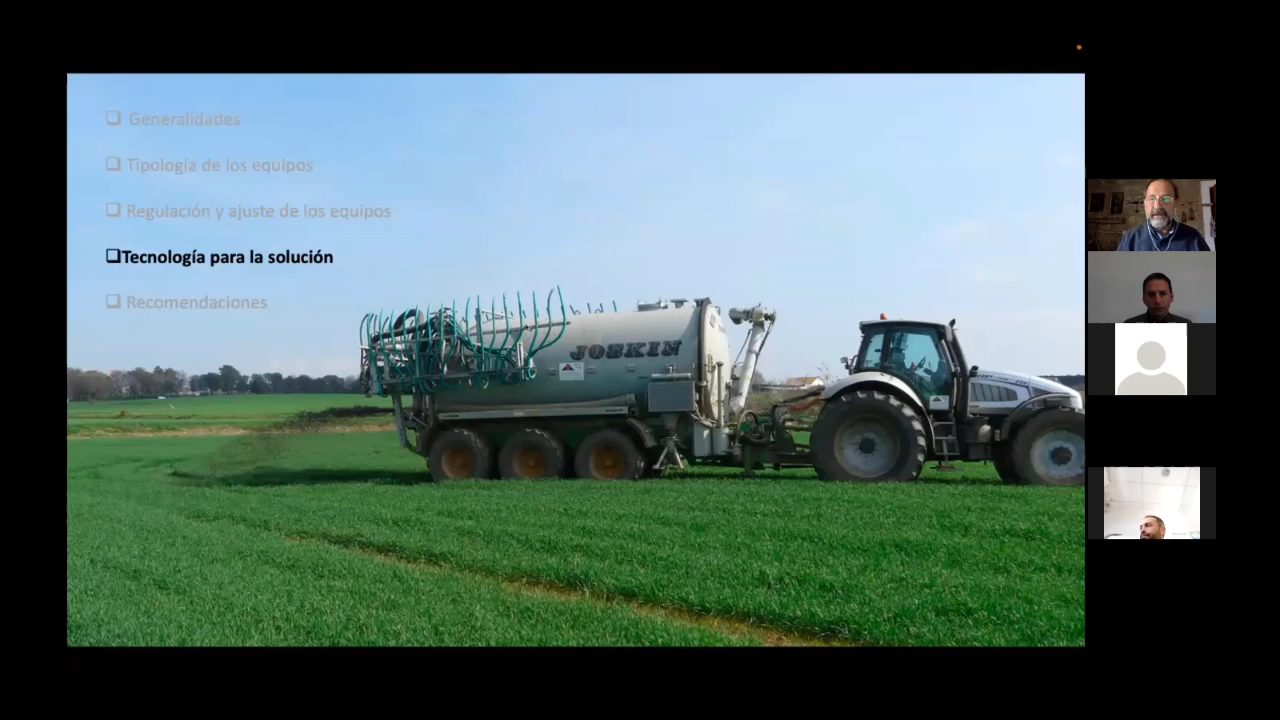 ❑ Generalidades
❑ Tipología de los equipos
❑ Regulación y ajuste de los equipos
❑Tecnología para la solución
❑ Recomendaciones
JOSKIN